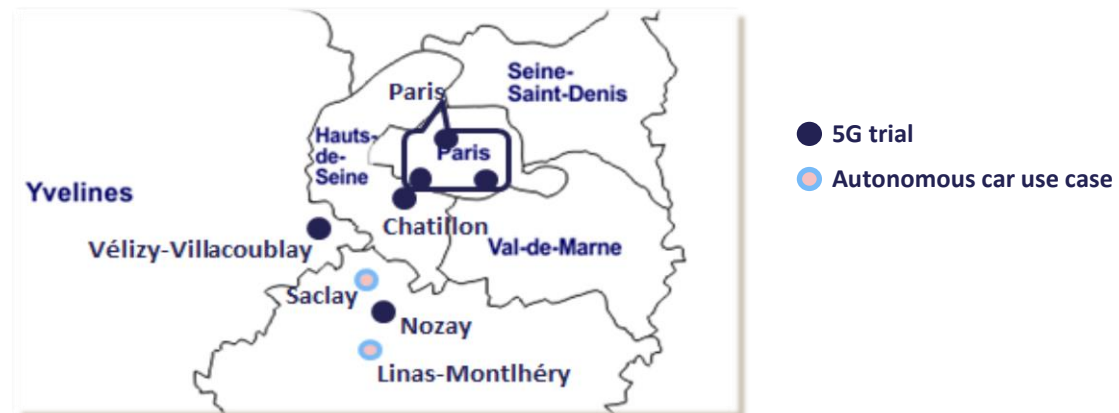 Seine-
Saint-Denis
Paris
Hauts-
de-
Seine
Paris
Yvelines
Chatillon
Vélizy-Villacoublay
Val-de-Marne
Saclay
Nozay
Linas-Montlhéry
5G trial
Autonomous car use case